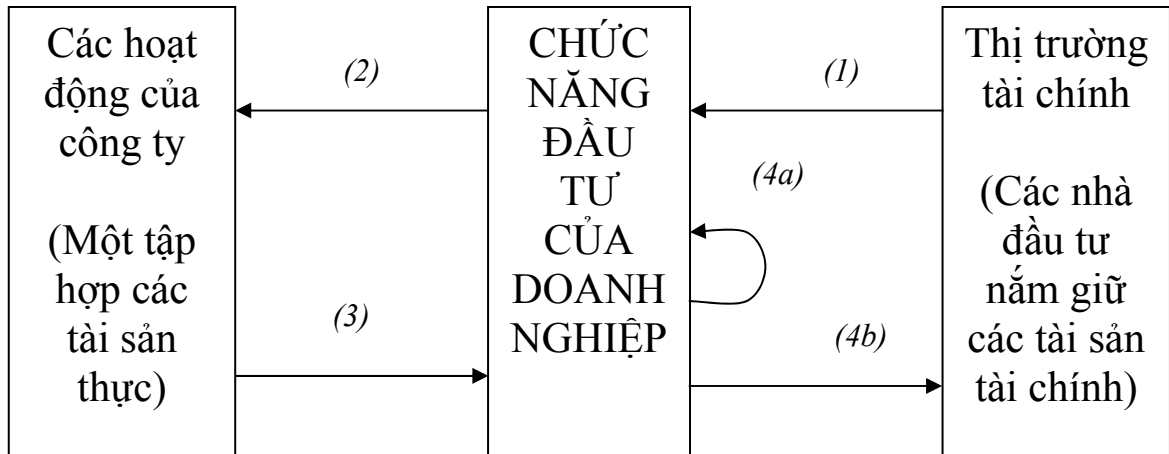 Các hoạt
động của
công ty
(Một tập
hợp các
tài sản
thực)
(2)
(3)
CHỨC
NĂNG
ĐẦU
TƯ
CỦA
DOANH
NGHIỆP
(1)
(4a)
(4b)
Thị trường
tài chính
(Các nhà
đầu tư
nắm giữ
các tài sản
tài chính)